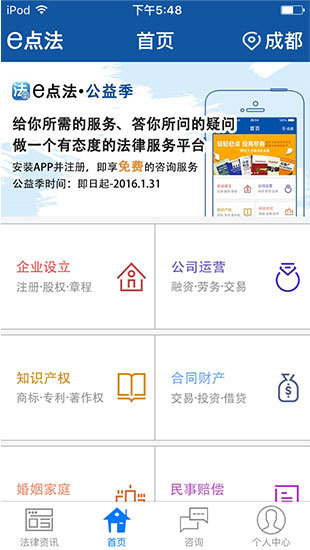 iPod 下午5:48
e点法 首页 成都
法 e点法·公益季
给你所需的服务、答你所问的疑问
做一个有态度的法律服务平台
安装APP并注册，即享免费的咨询服务
公益季时间：即日起-2016.1.31
企业设立 公司运营
注册·股权·章程 融资·劳务·交易
知识产权 合同财产
商标·专利·著作权 交易·投资·借贷
婚姻家庭 民事赔偿
法律资讯 首页 咨询 个人中心